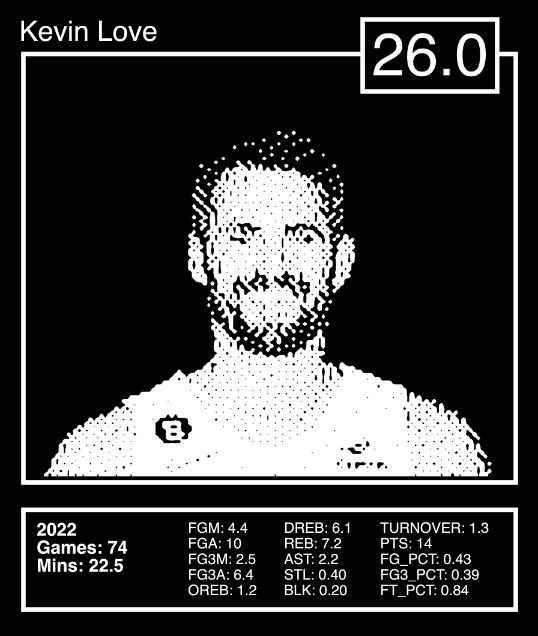 Kevin Love
26.0
2022
Games: 74
Mins: 22.5
FGM: 4.4
FGA: 10
FG3M: 2.5
FG3A: 6.4
OREB: 1.2
DREB: 6.1
REB: 7.2
AST: 2.2
STL: 0.40
BLK: 0.20
TURNOVER: 1.3
PTS: 14
FG_PCT: 0.43
FG3_PCT: 0.39
FT_PCT: 0.84